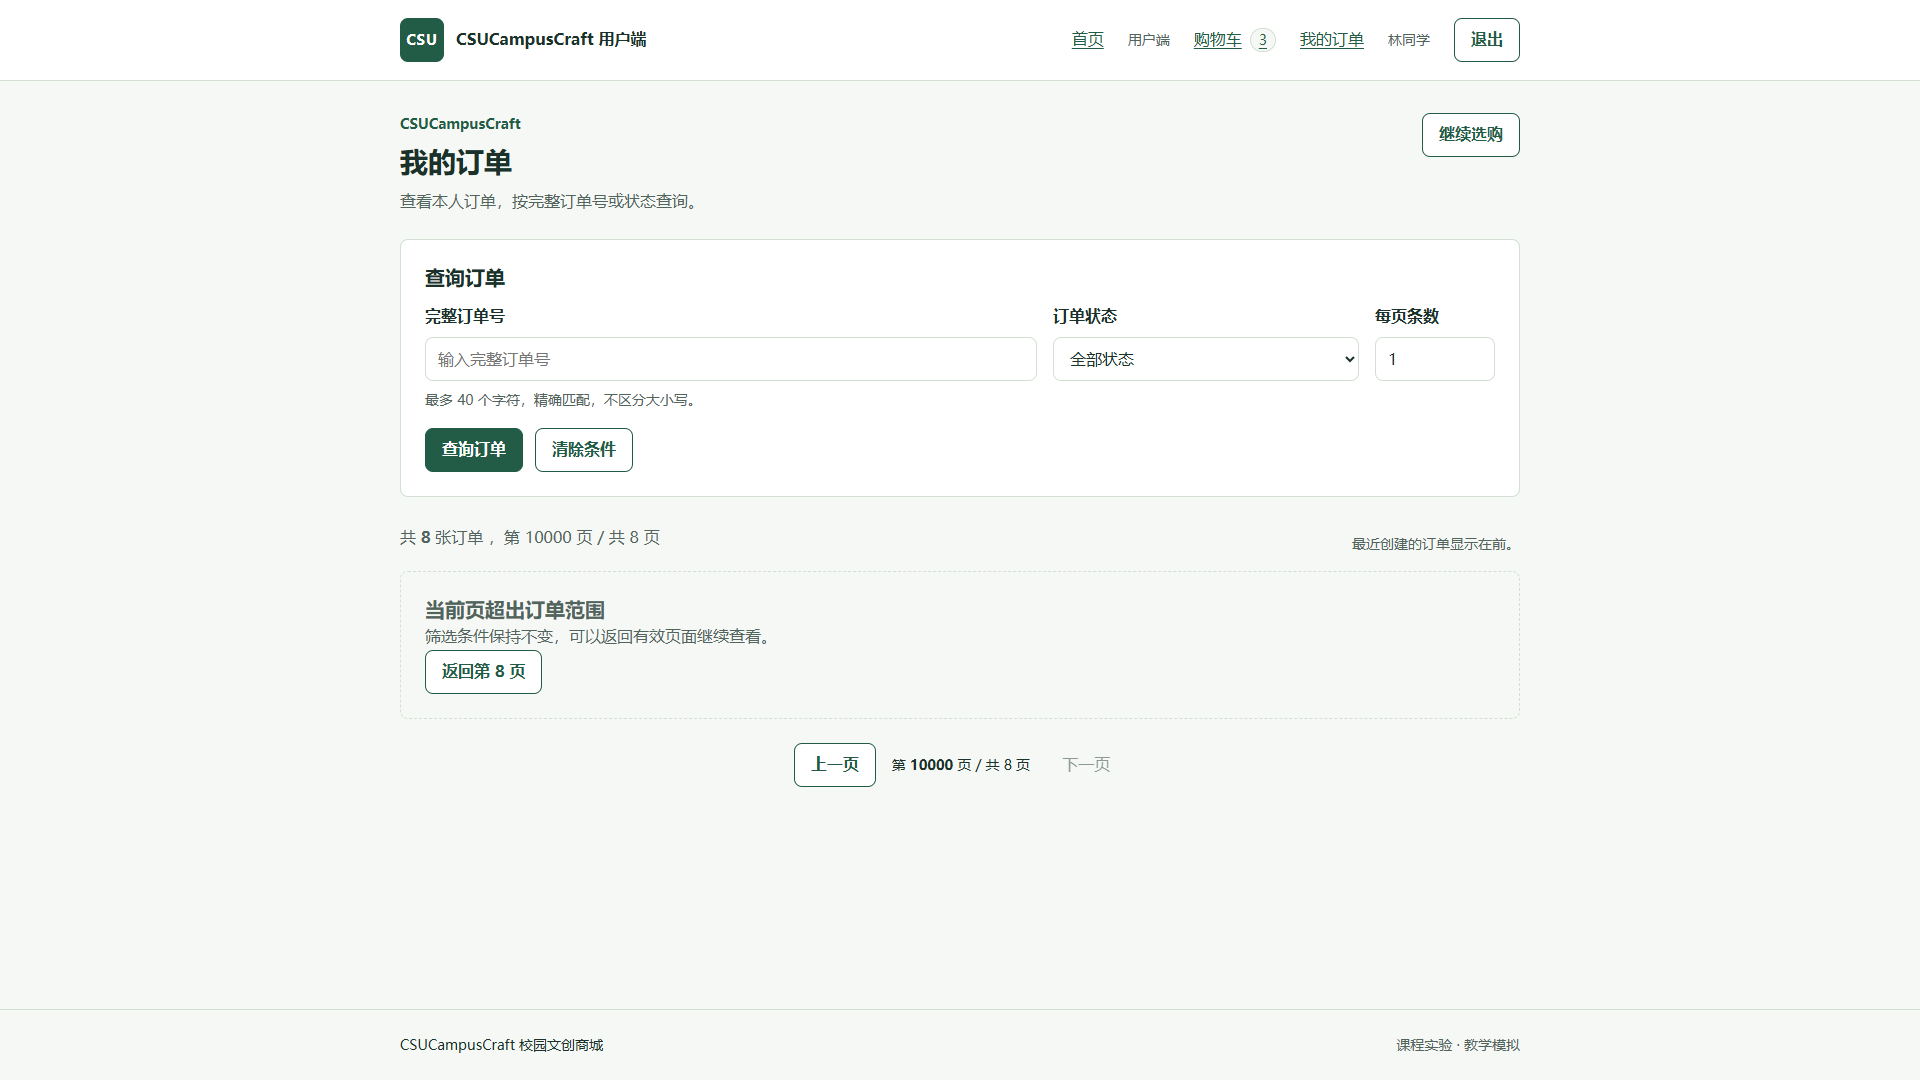 CSU CSUCampusCraft 用户端 首页 用户端 购物车 3 我的订单 林同学 退出
CSUCampusCraft
继续选购
我的订单
查看本人订单，按完整订单号或状态查询。
查询订单
完整订单号 订单状态 每页条数
输入完整订单号 全部状态 1
最多 40 个字符，精确匹配，不区分大小写。
查询订单 清除条件
共 8 张订单 ，第 10000 页 / 共 8 页
最近创建的订单显示在前。
当前页超出订单范围
筛选条件保持不变，可以返回有效页面继续查看。
返回第 8 页
上一页 第 10000 页 / 共 8 页 下一页
CSUCampusCraft 校园文创商城 课程实验 · 教学模拟